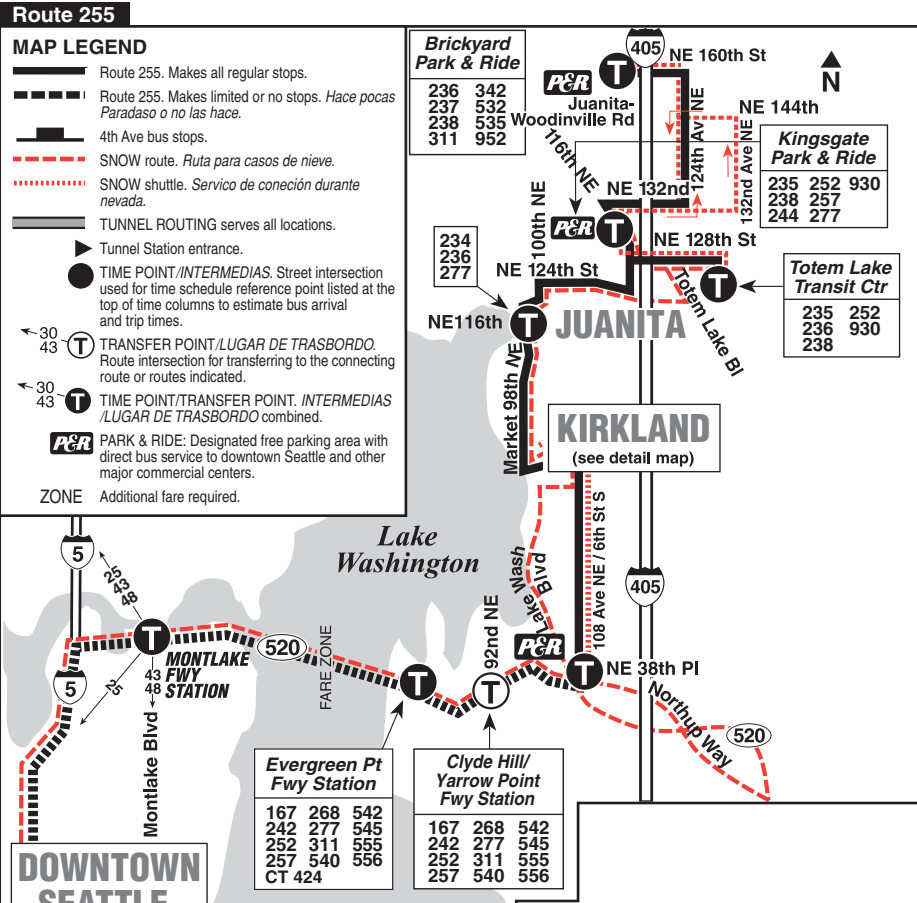 Route 255
MAP LEGEND
Route 255. Makes all regular stops.
Route 255. Makes limited or no stops. Hace pocas
Paradaso o no las hace.
4th Ave bus stops.
SNOW route. Ruta para casos de nieve.
SNOW shuttle. Servico de coneción durante
nevada.
TUNNEL ROUTING serves all locations.
Tunnel Station entrance.
TIME POINT/INTERMEDIAS. Street intersection
used for time schedule reference point listed at the
top of time columns to estimate bus arrival
and trip times.
30
43 T
TRANSFER POINT/LUGAR DE TRASBORDO.
Route intersection for transferring to the connecting
route or routes indicated.
30
43 T
TIME POINT/TRANSFER POINT. INTERMEDIAS
/LUGAR DE TRASBORDO combined.
P&R PARK & RIDE: Designated free parking area with
direct bus service to downtown Seattle and other
major commercial centers.
ZONE Additional fare required.
Brickyard
Park & Ride
236 342
237 532
238 535
311 952
405
NE 160th St
N
P&R
T
Juanita-
Woodinville Rd
124th Av NE
NE 144th
132nd Ave NE
116th NE
Kingsgate
Park & Ride
235 252 930
238 257
244 277
NE 132nd
P&R
T
100th NE
NE 128th St
234
236
277
NE 124th St
T
Totem Lake Bl
Totem Lake
Transit Ctr
235 252
236 930
238
NE116th
T
JUANITA
Market 98th NE
KIRKLAND
(see detail map)
Lake
Washington
Lake Wash
Blvd
108 Ave NE / 6th St S
405
5
25
43
48
T
MONTLAKE
FWY
STATION
520
FARE ZONE
92nd NE
P&R
T
NE 38th Pl
5
25
43
48
Montlake Blvd
T
T
Northup Way
520
Evergreen Pt
Fwy Station
167 268 542
242 277 545
252 311 555
257 540 556
CT 424
Clyde Hill/
Yarrow Point
Fwy Station
167 268 542
242 277 545
252 311 555
257 540 556
DOWNTOWN
SEATTLE